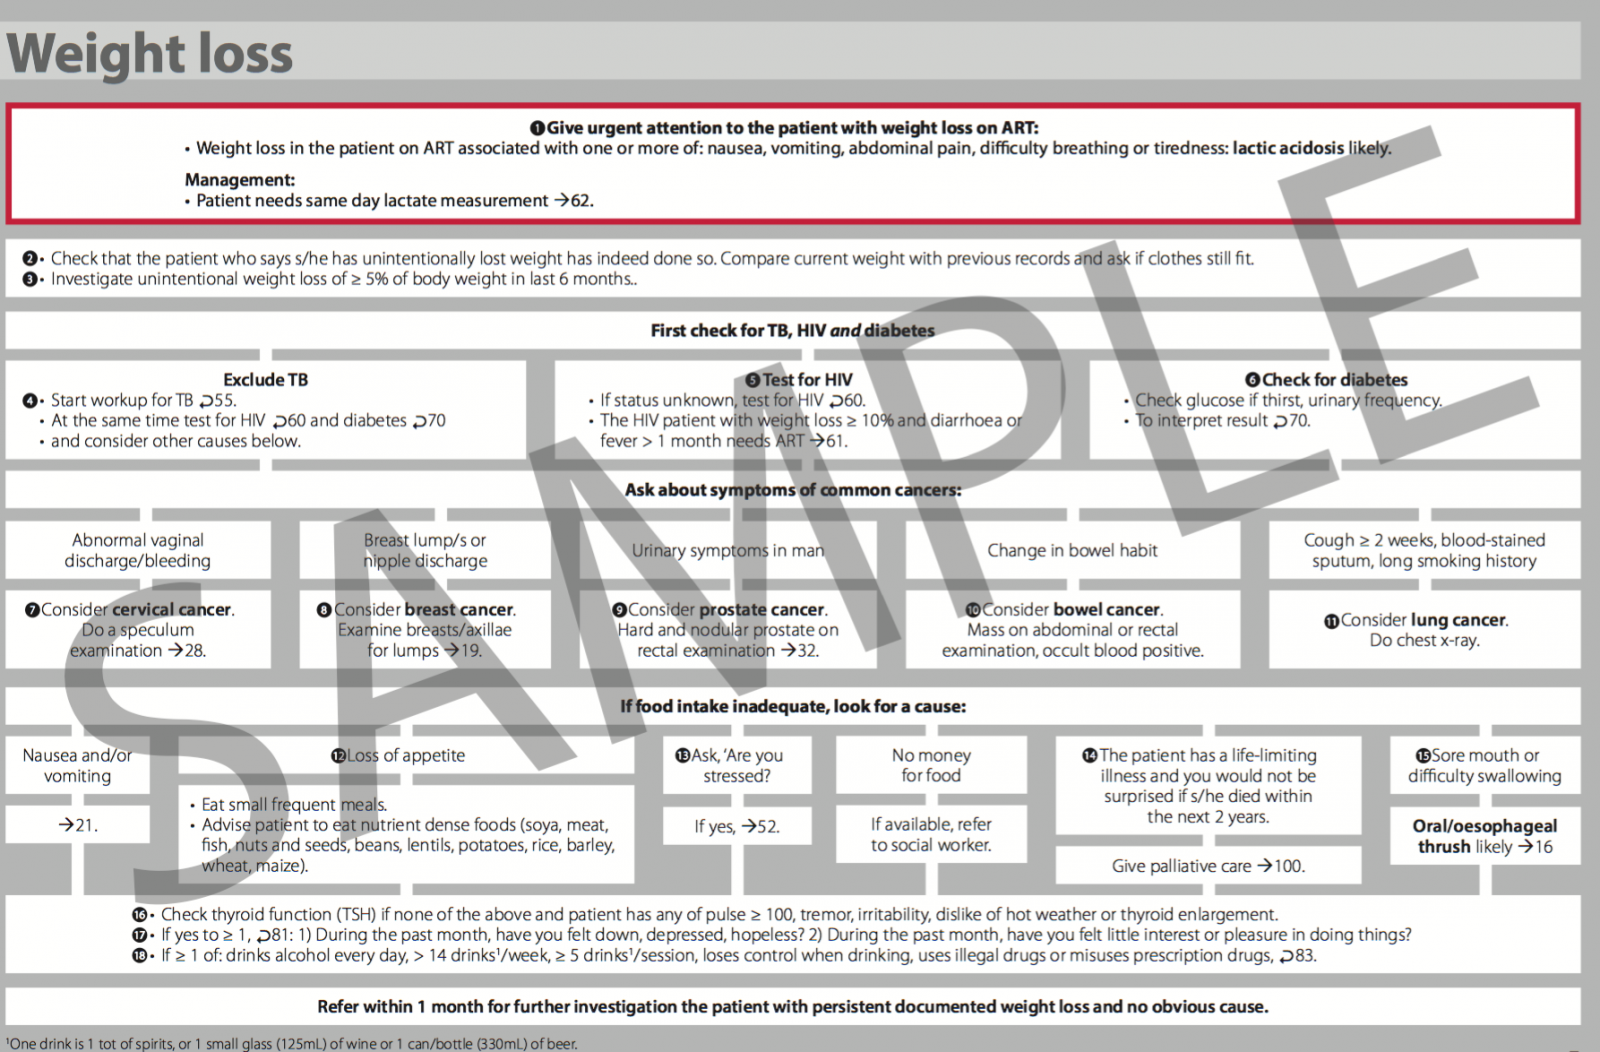 Weight loss
❶Give urgent attention to the patient with weight loss on ART:
• Weight loss in the patient on ART associated with one or more of: nausea, vomiting, abdominal pain, difficulty breathing or tiredness: lactic acidosis likely.
Management:
• Patient needs same day lactate measurement →62.
❷• Check that the patient who says s/he has unintentionally lost weight has indeed done so. Compare current weight with previous records and ask if clothes still fit.
❸• Investigate unintentional weight loss of ≥ 5% of body weight in last 6 months..
First check for TB, HIV and diabetes
Exclude TB
❹• Start workup for TB ⮌55.
• At the same time test for HIV ⮌60 and diabetes ⮌70
• and consider other causes below.
❺Test for HIV
• If status unknown, test for HIV ⮌60.
• The HIV patient with weight loss ≥ 10% and diarrhoea or
fever > 1 month needs ART →61.
❻Check for diabetes
• Check glucose if thirst, urinary frequency.
• To interpret result ⮌70.
Ask about symptoms of common cancers:
Abnormal vaginal
discharge/bleeding
❼Consider cervical cancer.
Do a speculum
examination →28.
Breast lump/s or
nipple discharge
❽Consider breast cancer.
Examine breasts/axillae
for lumps →19.
Urinary symptoms in man
❾Consider prostate cancer.
Hard and nodular prostate on
rectal examination →32.
Change in bowel habit
❿Consider bowel cancer.
Mass on abdominal or rectal
examination, occult blood positive.
Cough ≥ 2 weeks, blood-stained
sputum, long smoking history
⓫Consider lung cancer.
Do chest x-ray.
If food intake inadequate, look for a cause:
Nausea and/or
vomiting
→21.
⓬Loss of appetite
• Eat small frequent meals.
• Advise patient to eat nutrient dense foods (soya, meat,
fish, nuts and seeds, beans, lentils, potatoes, rice, barley,
wheat, maize).
⓭Ask, ‘Are you
stressed?
If yes, →52.
No money
for food
If available, refer
to social worker.
⓮The patient has a life-limiting
illness and you would not be
surprised if s/he died within
the next 2 years.
Give palliative care →100.
⓯Sore mouth or
difficulty swallowing
Oral/oesophageal
thrush likely →16
⓰• Check thyroid function (TSH) if none of the above and patient has any of pulse ≥ 100, tremor, irritability, dislike of hot weather or thyroid enlargement.
⓱• If yes to ≥ 1, ⮌81: 1) During the past month, have you felt down, depressed, hopeless? 2) During the past month, have you felt little interest or pleasure in doing things?
⓲• If ≥ 1 of: drinks alcohol every day, > 14 drinks¹/week, ≥ 5 drinks¹/session, loses control when drinking, uses illegal drugs or misuses prescription drugs, ⮌83.
Refer within 1 month for further investigation the patient with persistent documented weight loss and no obvious cause.
¹One drink is 1 tot of spirits, or 1 small glass (125mL) of wine or 1 can/bottle (330mL) of beer.
SAMPLE